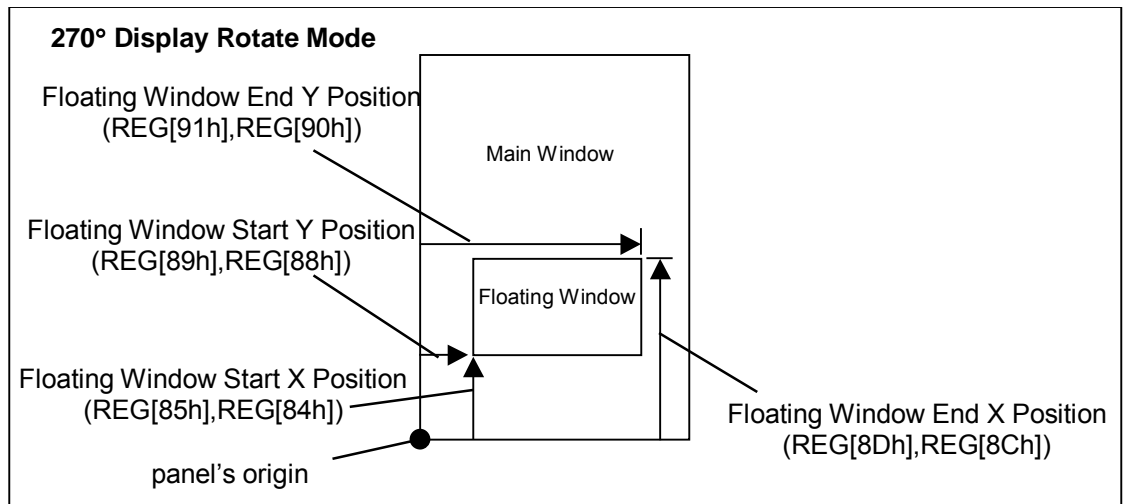 270° Display Rotate Mode
Floating Window End Y Position
(REG[91h],REG[90h])
Main Window
Floating Window Start Y Position
(REG[89h],REG[88h])
Floating Window
Floating Window Start X Position
(REG[85h],REG[84h])
Floating Window End X Position
(REG[8Dh],REG[8Ch])
panel's origin